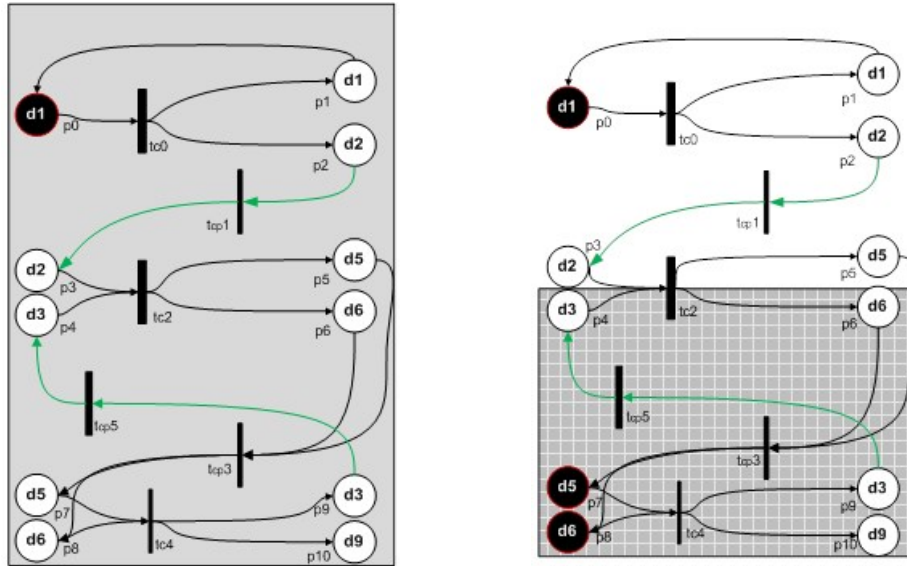 d1
p0
tc0
d1
p1
d2
p2
tcp1
d2
p3
d3
p4
tc2
d5
p5
d6
p6
tcp5
tcp3
d5
p7
d6
p8
tc4
d3
p9
d9
p10
d1
p0
tc0
d1
p1
d2
p2
tcp1
p3
d2
d3
p4
tc2
d5
p5
d6
p6
tcp5
tcp3
d5
p7
d6
p8
tc4
d3
p9
d9
p10